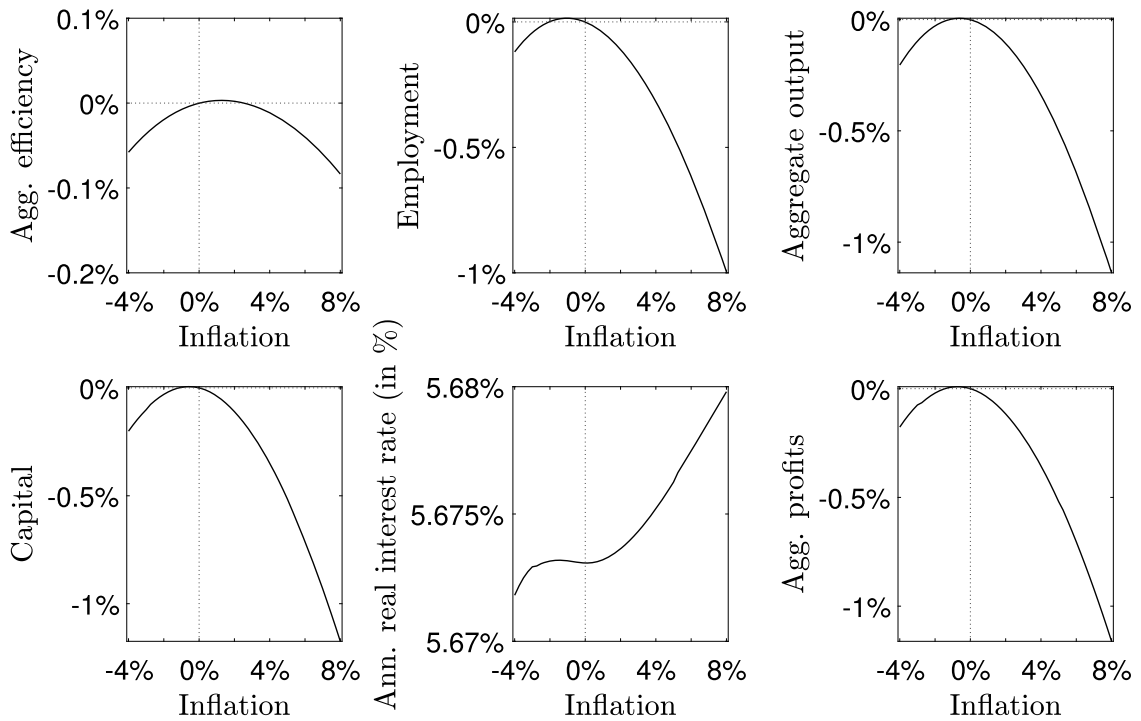 0.1%
0%
-0.1%
-0.2%
Agg. efficiency
-4% 0% 4% 8%
Inflation
0%
-0.5%
-1%
Employment
-4% 0% 4% 8%
Inflation
0%
-0.5%
-1%
Aggregate output
-4% 0% 4% 8%
Inflation
0%
-0.5%
-1%
Capital
-4% 0% 4% 8%
Inflation
5.68%
5.675%
5.67%
Ann. real interest rate (in %)
-4% 0% 4% 8%
Inflation
0%
-0.5%
-1%
Agg. profits
-4% 0% 4% 8%
Inflation